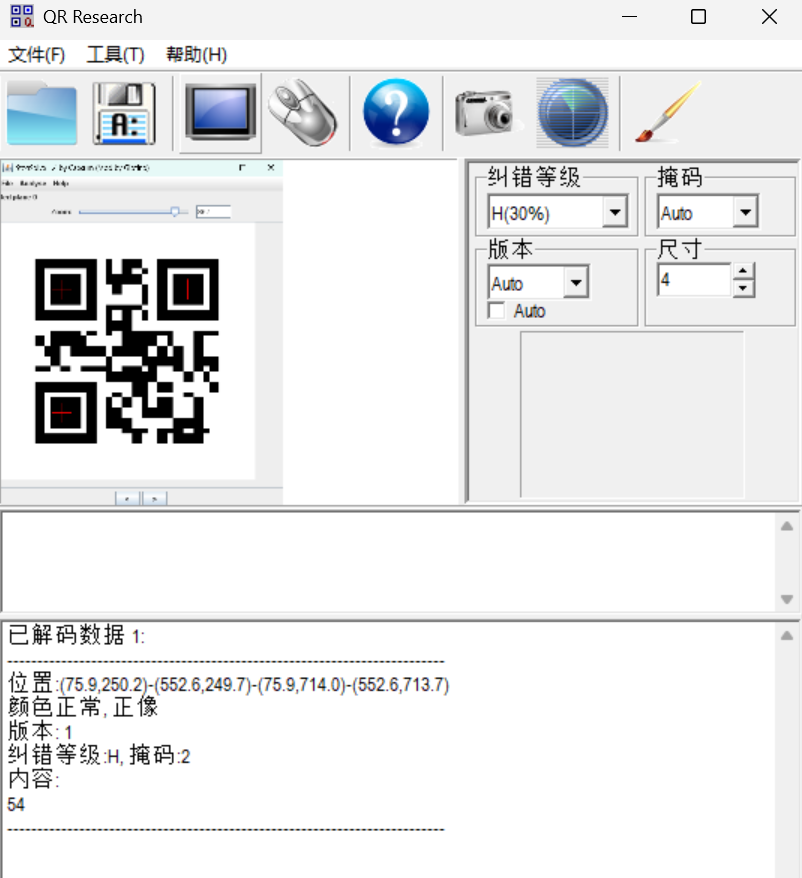 QR Research
文件(F) 工具(T) 帮助(H)
A:
File Analyse Help
纠错等级
H(30%)
掩码
Auto
版本
Auto
Auto
尺寸
4
< >
已解码数据 1:
位置:(75.9,250.2)-(552.6,249.7)-(75.9,714.0)-(552.6,713.7)
颜色正常, 正像
版本: 1
纠错等级:H, 掩码:2
内容:
54